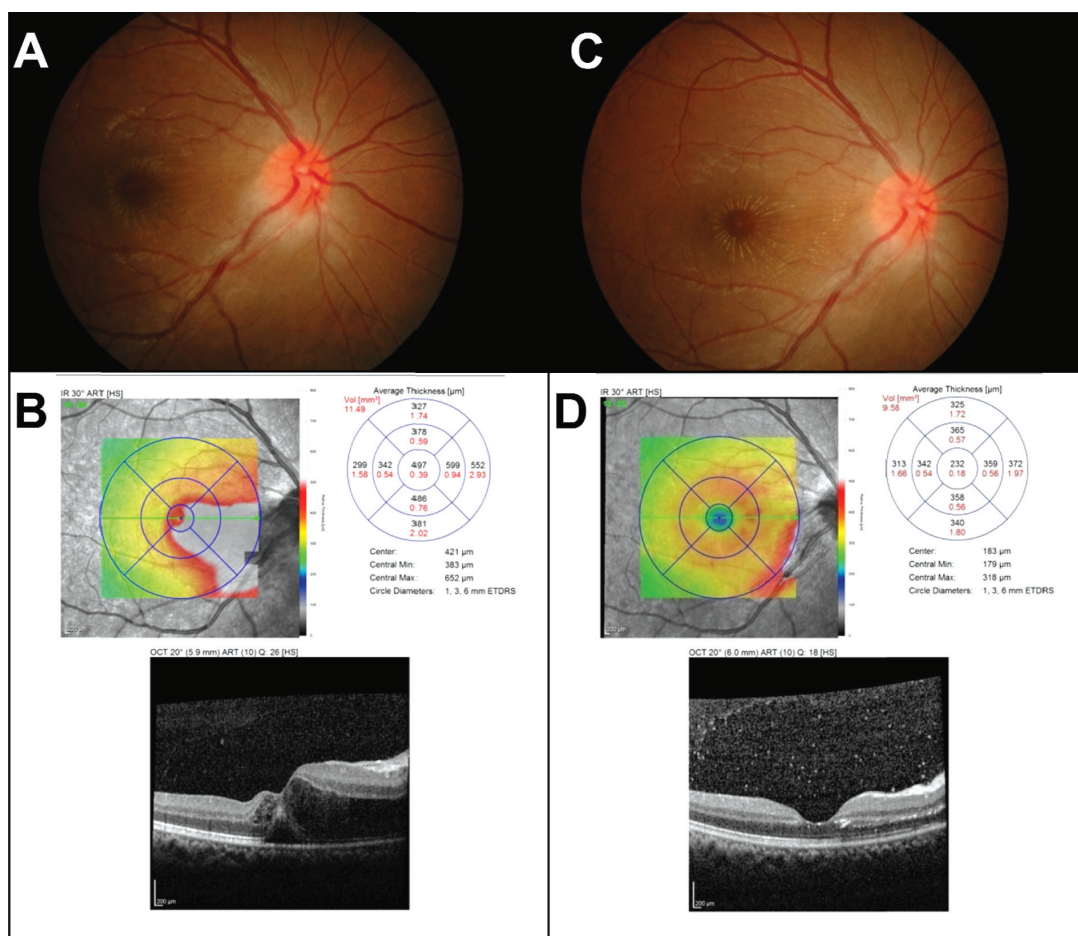 A
C
B
IR 30° ART [HS]
Average Thickness [µm]
Vol [mm³]
11.49
327
1.74
378
0.59
299
1.58
342
0.54
497
0.39
599
0.94
552
2.93
486
0.76
381
2.02
Center: 421 µm
Central Min: 383 µm
Central Max: 652 µm
Circle Diameters: 1, 3, 6 mm ETDRS
200 µm
OCT 20° (5.9 mm) ART (10) Q: 26 [HS]
200 µm
D
IR 30° ART [HS]
Average Thickness [µm]
Vol [mm³]
9.58
325
1.72
365
0.57
313
1.66
342
0.54
232
0.18
359
0.56
372
1.97
358
0.56
340
1.80
Center: 183 µm
Central Min: 179 µm
Central Max: 318 µm
Circle Diameters: 1, 3, 6 mm ETDRS
200 µm
OCT 20° (6.0 mm) ART (10) Q: 18 [HS]
200 µm